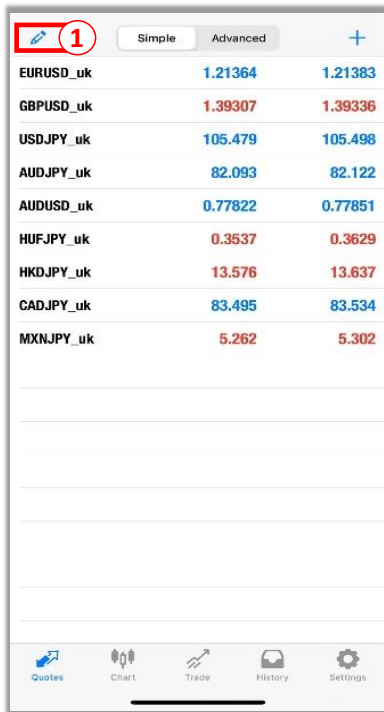 ① Simple Advanced +
EURUSD_uk 1.21364 1.21383
GBPUSD_uk 1.39307 1.39336
USDJPY_uk 105.479 105.498
AUDJPY_uk 82.093 82.122
AUDUSD_uk 0.77822 0.77851
HUFJPY_uk 0.3537 0.3629
HKDJPY_uk 13.576 13.637
CADJPY_uk 83.495 83.534
MXNJPY_uk 5.262 5.302
Quotes Chart Trade History Settings